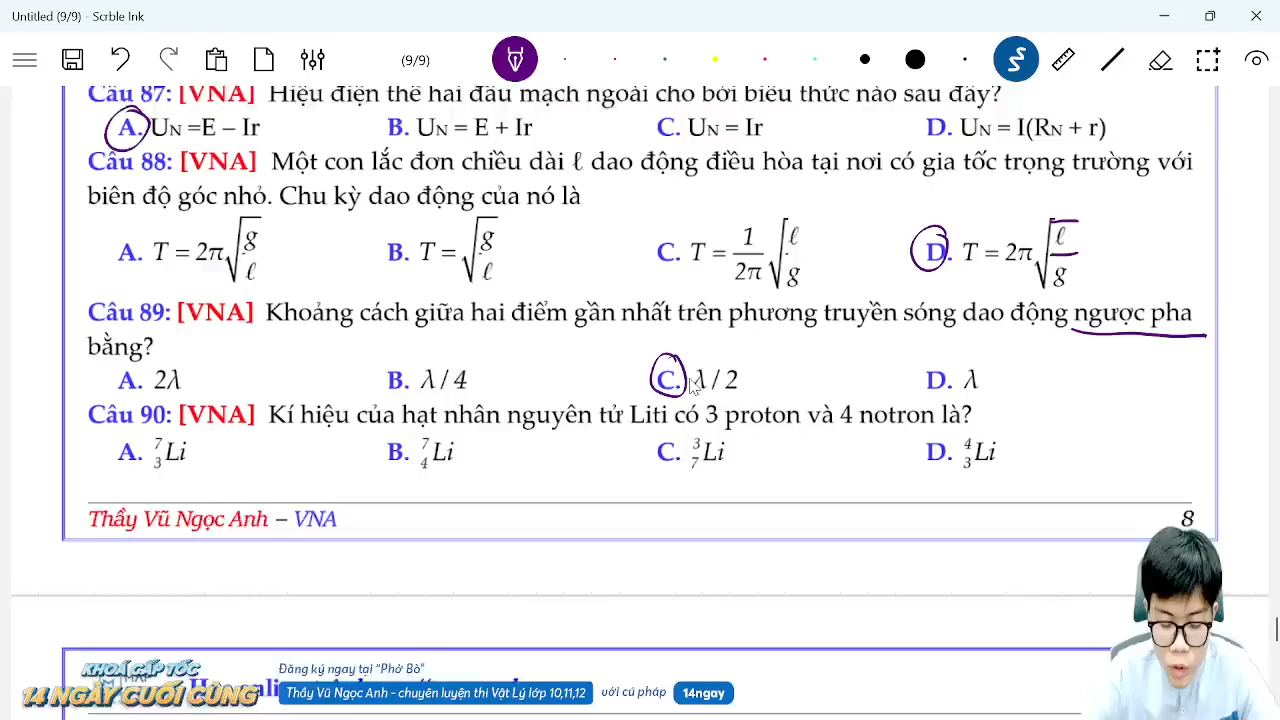 Untitled (9/9) - Scrble Ink
(9/9)
Câu 87: [VNA] Hiệu điện thế hai đầu mạch ngoài cho bởi biểu thức nào sau đây?
A. UN =E – Ir B. UN = E + Ir C. UN = Ir D. UN = I(RN + r)
Câu 88: [VNA] Một con lắc đơn chiều dài ℓ dao động điều hòa tại nơi có gia tốc trọng trường với
biên độ góc nhỏ. Chu kỳ dao động của nó là
A. T = 2π√(g/ℓ) B. T = √(g/ℓ) C. T = 1/2π √(ℓ/g) D. T = 2π√(ℓ/g)
Câu 89: [VNA] Khoảng cách giữa hai điểm gần nhất trên phương truyền sóng dao động ngược pha
bằng?
A. 2λ B. λ / 4 C. λ / 2 D. λ
Câu 90: [VNA] Kí hiệu của hạt nhân nguyên tử Liti có 3 proton và 4 notron là?
A. ⁷₃Li B. ⁷₄Li C. ³₇Li D. ⁴₃Li
Thầy Vũ Ngọc Anh – VNA 8
KHOÁ CẤP TỐC
14 NGÀY CUỐI CÙNG
Đăng ký ngay tại "Phở Bò"
Thầy Vũ Ngọc Anh - chuyên luyện thi Vật Lý lớp 10,11,12 với cú pháp 14ngay